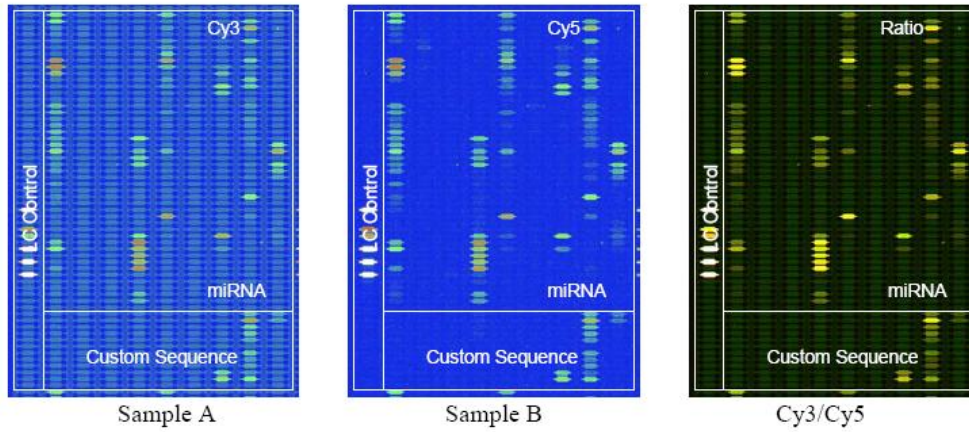 Cy3
LC Control
miRNA
Custom Sequence
Sample A
Cy5
LC Control
miRNA
Custom Sequence
Sample B
Ratio
LC Control
miRNA
Custom Sequence
Cy3/Cy5